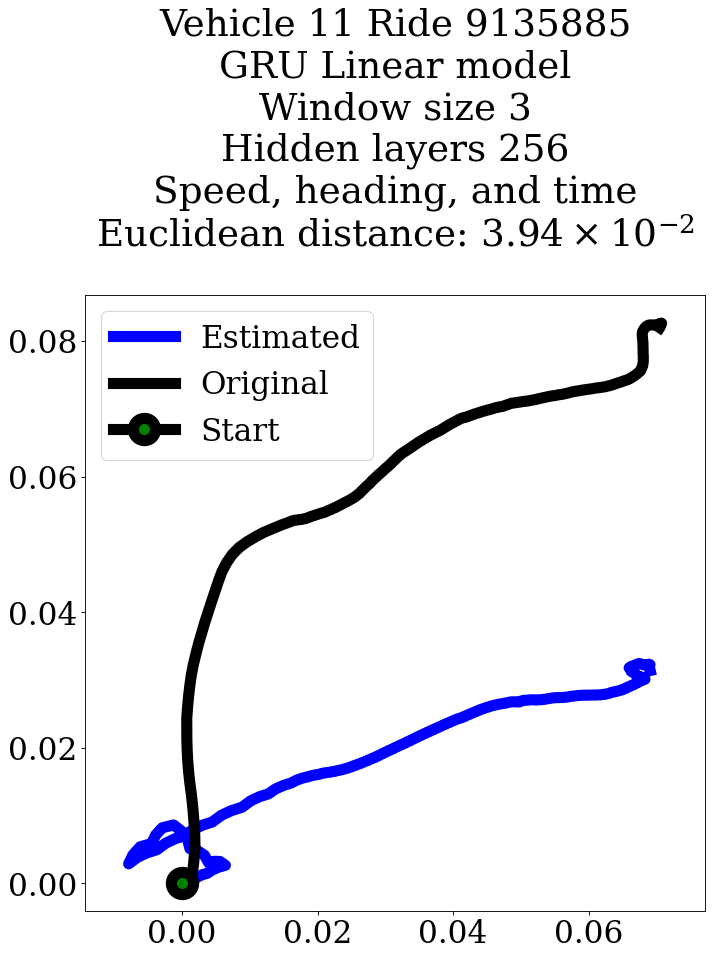 Vehicle 11 Ride 9135885
GRU Linear model
Window size 3
Hidden layers 256
Speed, heading, and time
Euclidean distance: 3.94 × 10⁻²
Estimated
Original
Start
0.08
0.06
0.04
0.02
0.00
0.00 0.02 0.04 0.06